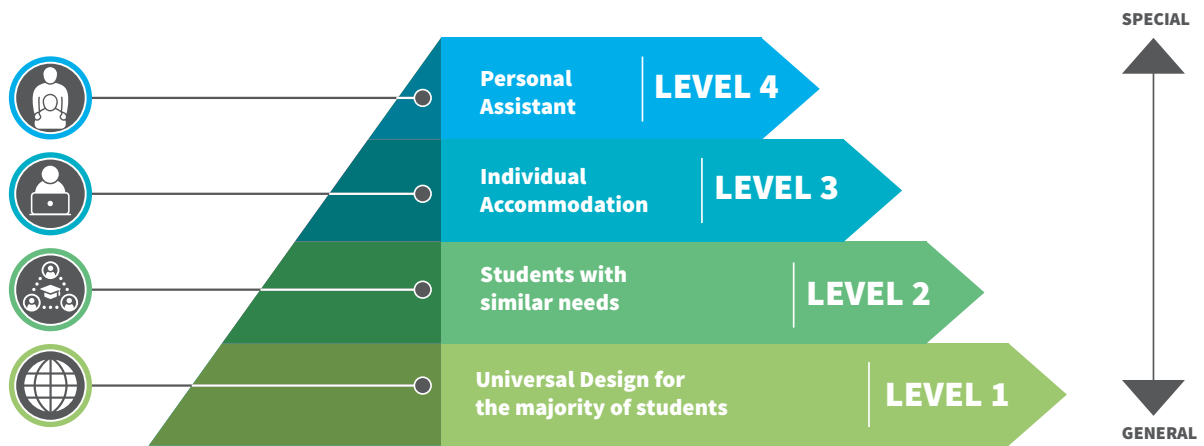 SPECIAL
Personal
Assistant
LEVEL 4
Individual
Accommodation
LEVEL 3
Students with
similar needs
LEVEL 2
Universal Design for
the majority of students
LEVEL 1
GENERAL